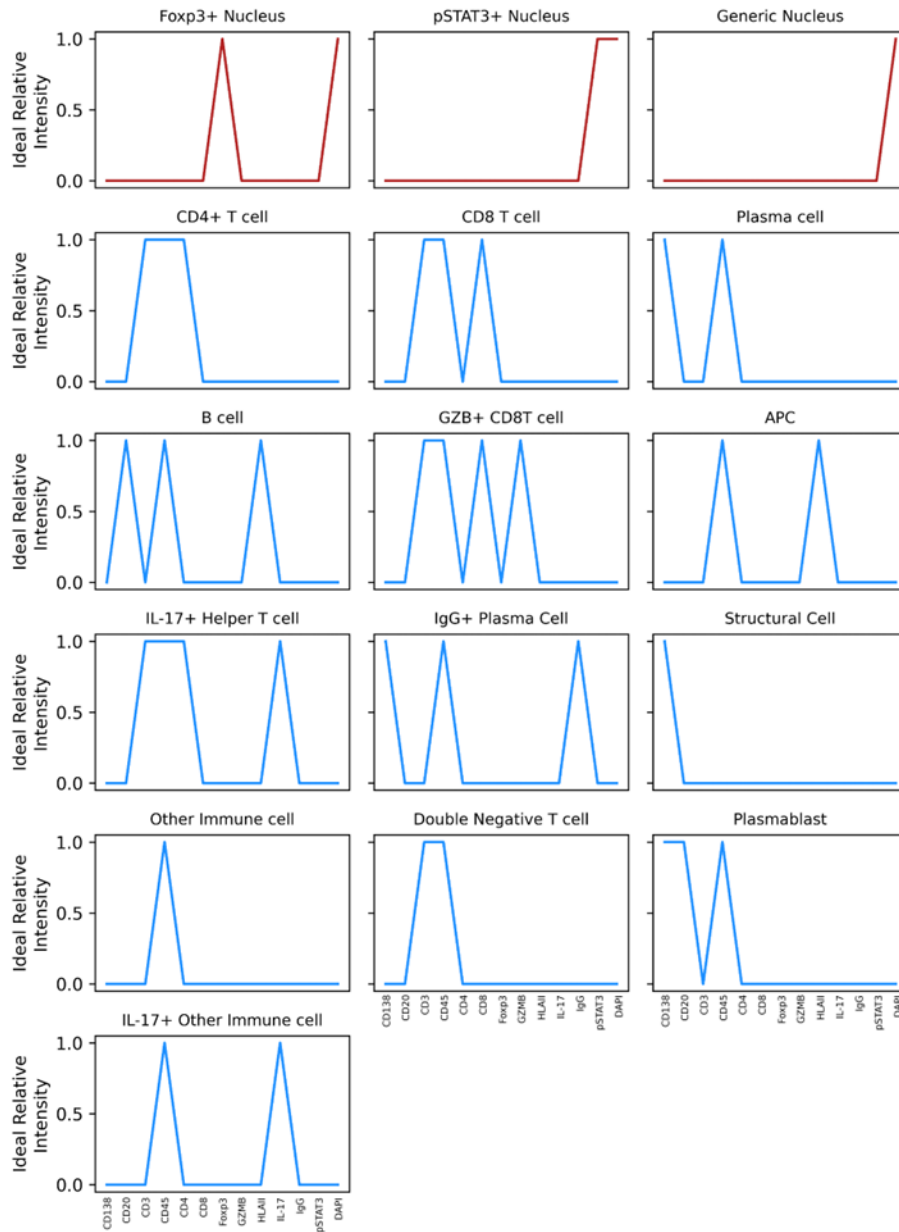 Foxp3+ Nucleus
pSTAT3+ Nucleus
Generic Nucleus
Ideal Relative
Intensity
1.0
0.5
0.0
CD4+ T cell
CD8 T cell
Plasma cell
Ideal Relative
Intensity
1.0
0.5
0.0
B cell
GZB+ CD8T cell
APC
Ideal Relative
Intensity
1.0
0.5
0.0
IL-17+ Helper T cell
IgG+ Plasma Cell
Structural Cell
Ideal Relative
Intensity
1.0
0.5
0.0
Other Immune cell
Double Negative T cell
Plasmablast
Ideal Relative
Intensity
1.0
0.5
0.0
CD138
CD20
CD3
CD45
CD4
CD8
Foxp3
GZMB
HLAII
IL-17
IgG
pSTAT3
DAPI
CD138
CD20
CD3
CD45
CD4
CD8
Foxp3
GZMB
HLAII
IL-17
IgG
pSTAT3
DAPI
IL-17+ Other Immune cell
Ideal Relative
Intensity
1.0
0.5
0.0
CD138
CD20
CD3
CD45
CD4
CD8
Foxp3
GZMB
HLAII
IL-17
IgG
pSTAT3
DAPI